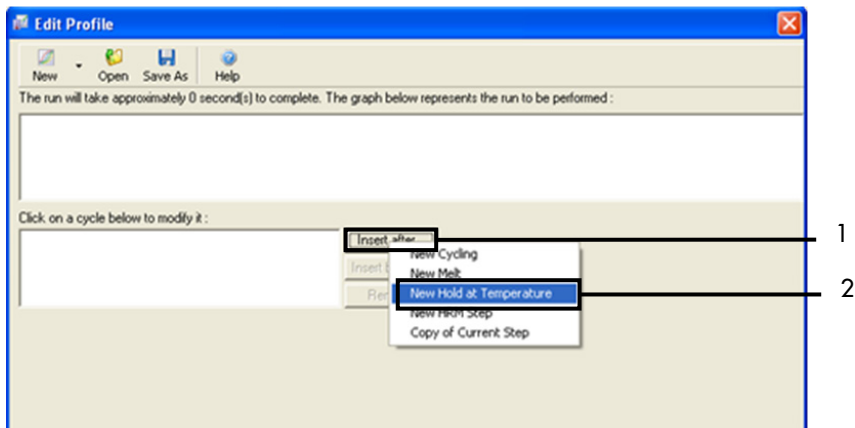 Edit Profile
New Open Save As Help
The run will take approximately 0 second(s) to complete. The graph below represents the run to be performed :
Click on a cycle below to modify it :
Insert after...
1
New Cycling
Insert
New Melt
New Hold at Temperature
2
New HRM Step
Copy of Current Step